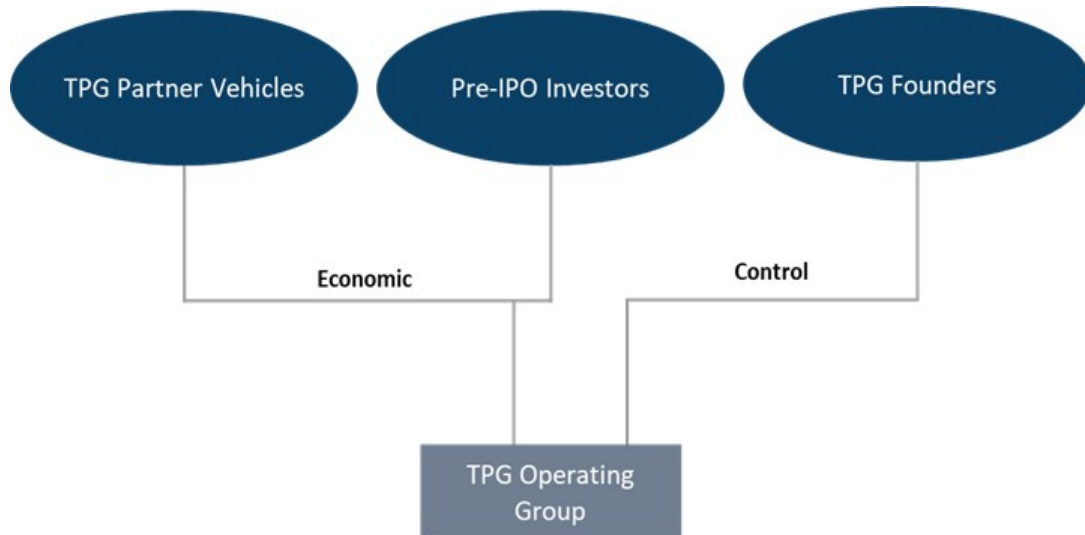 TPG Partner Vehicles
Pre-IPO Investors
TPG Founders
Economic
Control
TPG Operating
Group